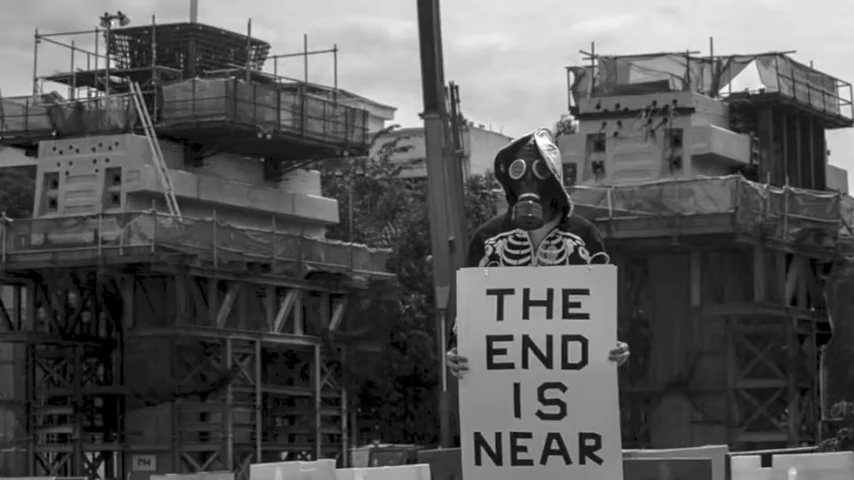 THE
END
IS
NEAR